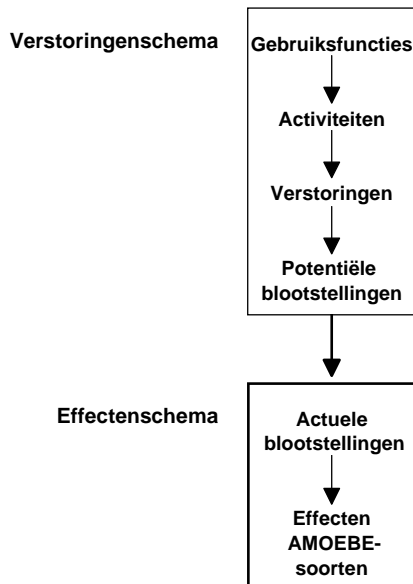 Verstoringenschema
Gebruiksfuncties
Activiteiten
Verstoringen
Potentiële
blootstellingen
Effectenschema
Actuele
blootstellingen
Effecten
AMOEBE-
soorten